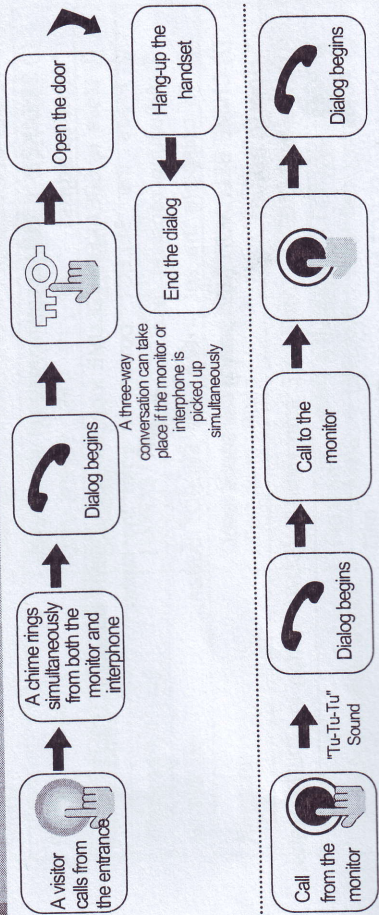 A visitor
calls from
the entrance
A chime rings
simultaneously
from both the
monitor and
interphone
Dialog begins
Open the door
Hang-up the
handset
End the dialog
A three-way
conversation can take
place if the monitor or
interphone is
picked up
simultaneously
Call
from the
monitor
"Tu-Tu-Tu"
Sound
Dialog begins
Call to the
monitor
Dialog begins